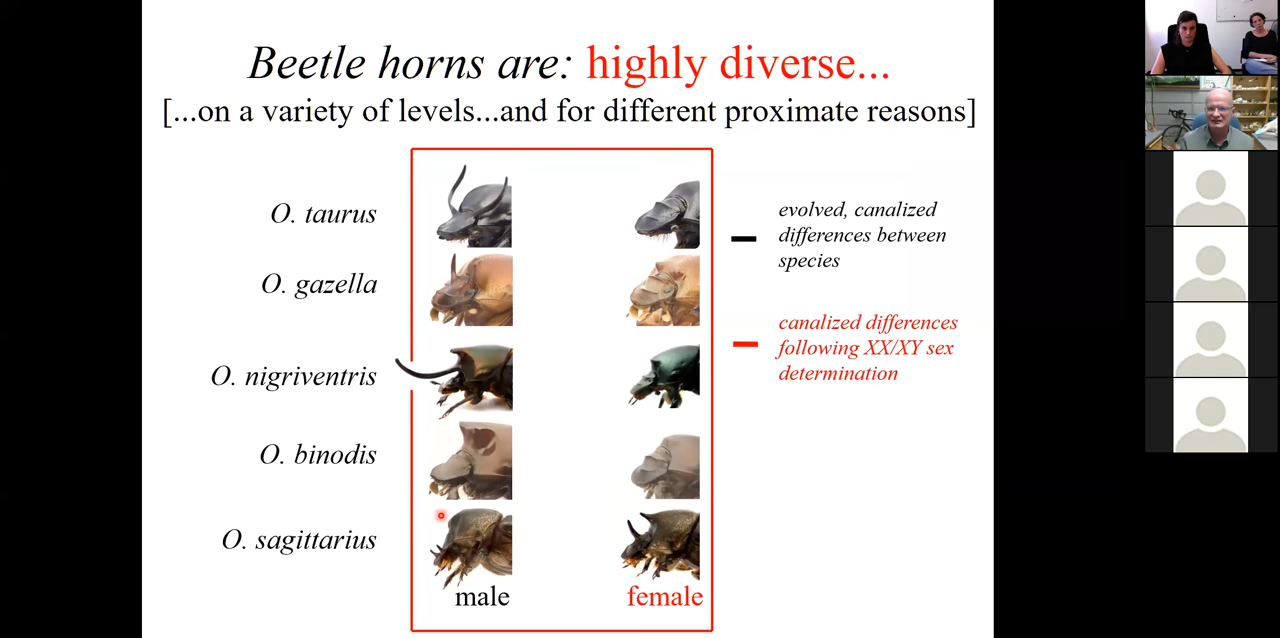 Beetle horns are: highly diverse...
[...on a variety of levels...and for different proximate reasons]
O. taurus
O. gazella
O. nigriventris
O. binodis
O. sagittarius
male
female
evolved, canalized
differences between
species
canalized differences
following XX/XY sex
determination